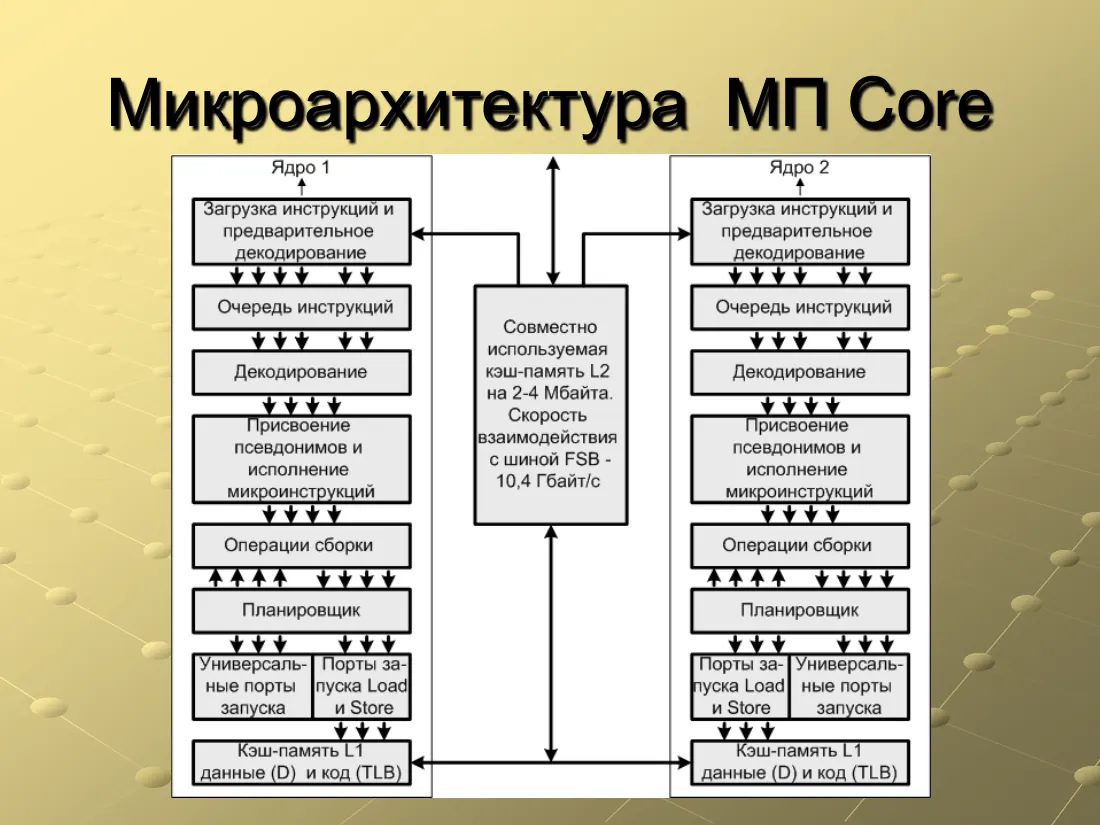 Микроархитектура МП Core
Ядро 1
Загрузка инструкций и
предварительное
декодирование
Очередь инструкций
Декодирование
Присвоение
псевдонимов и
исполнение
микроинструкций
Операции сборки
Планировщик
Универсаль-
ные порты
запуска
Порты за-
пуска Load
и Store
Кэш-память L1
данные (D) и код (TLB)
Совместно
используемая
кэш-память L2
на 2-4 Мбайта.
Скорость
взаимодействия
с шиной FSB -
10,4 Гбайт/с
Ядро 2
Загрузка инструкций и
предварительное
декодирование
Очередь инструкций
Декодирование
Присвоение
псевдонимов и
исполнение
микроинструкций
Операции сборки
Планировщик
Порты за-
пуска Load
и Store
Универсаль-
ные порты
запуска
Кэш-память L1
данные (D) и код (TLB)